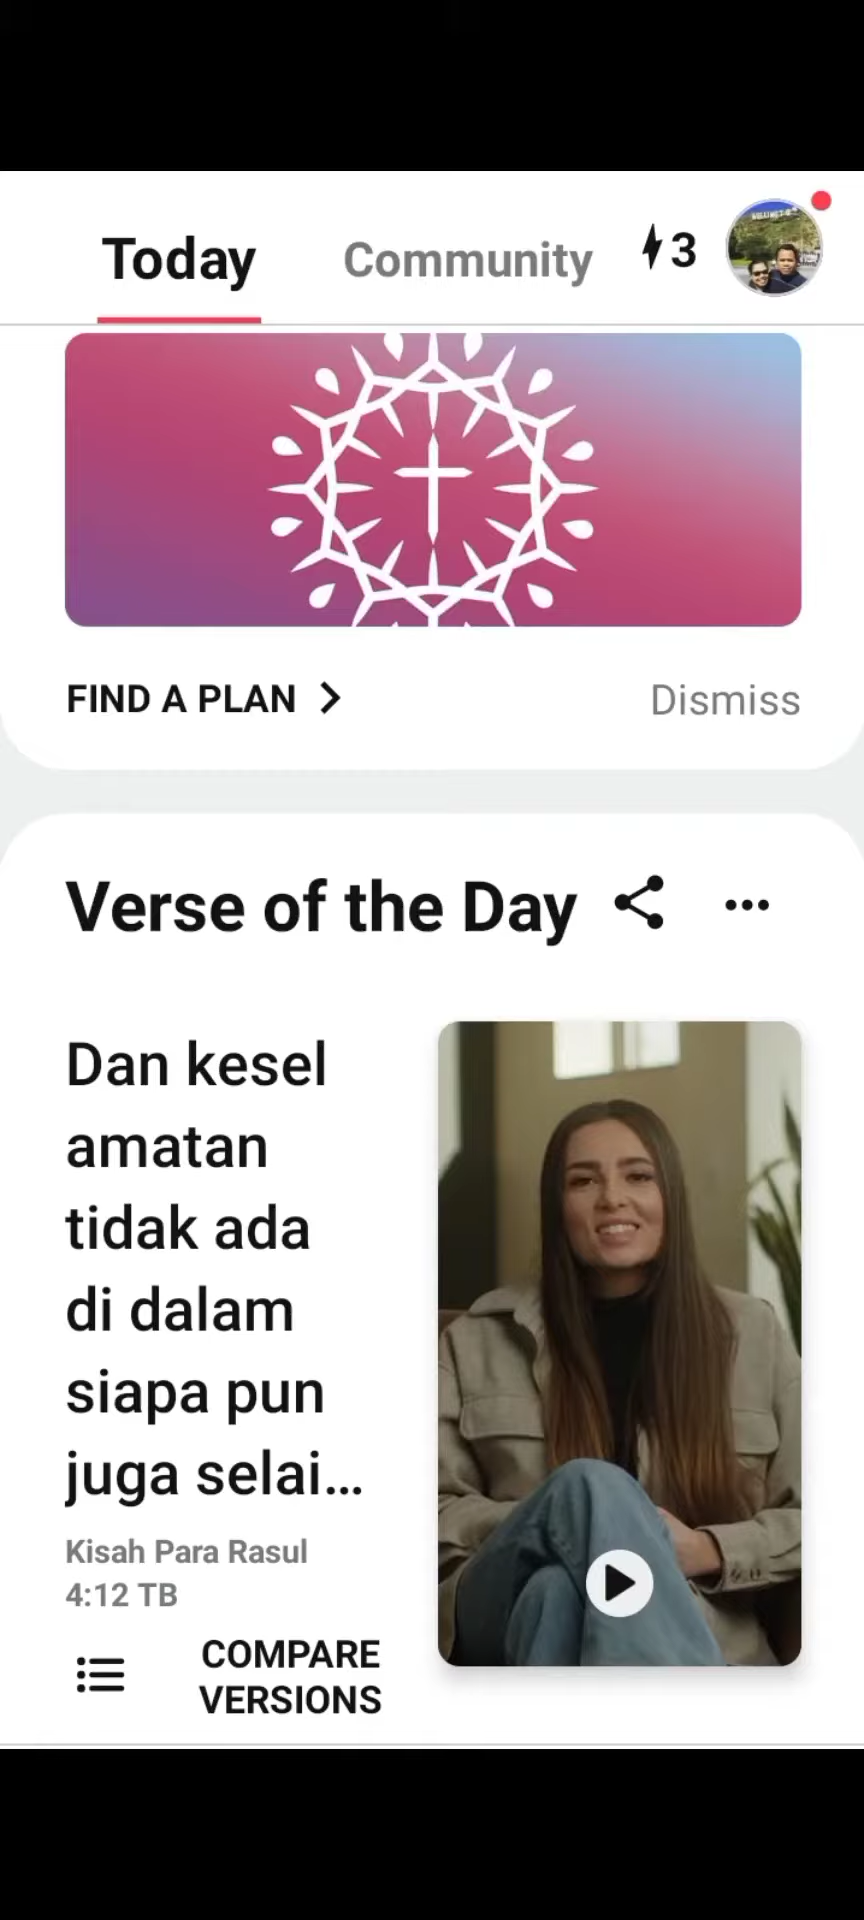 Today
Community
3
FIND A PLAN
Dismiss
Verse of the Day
Dan kesel
amatan
tidak ada
di dalam
siapa pun
juga selai...
Kisah Para Rasul
4:12 TB
COMPARE
VERSIONS